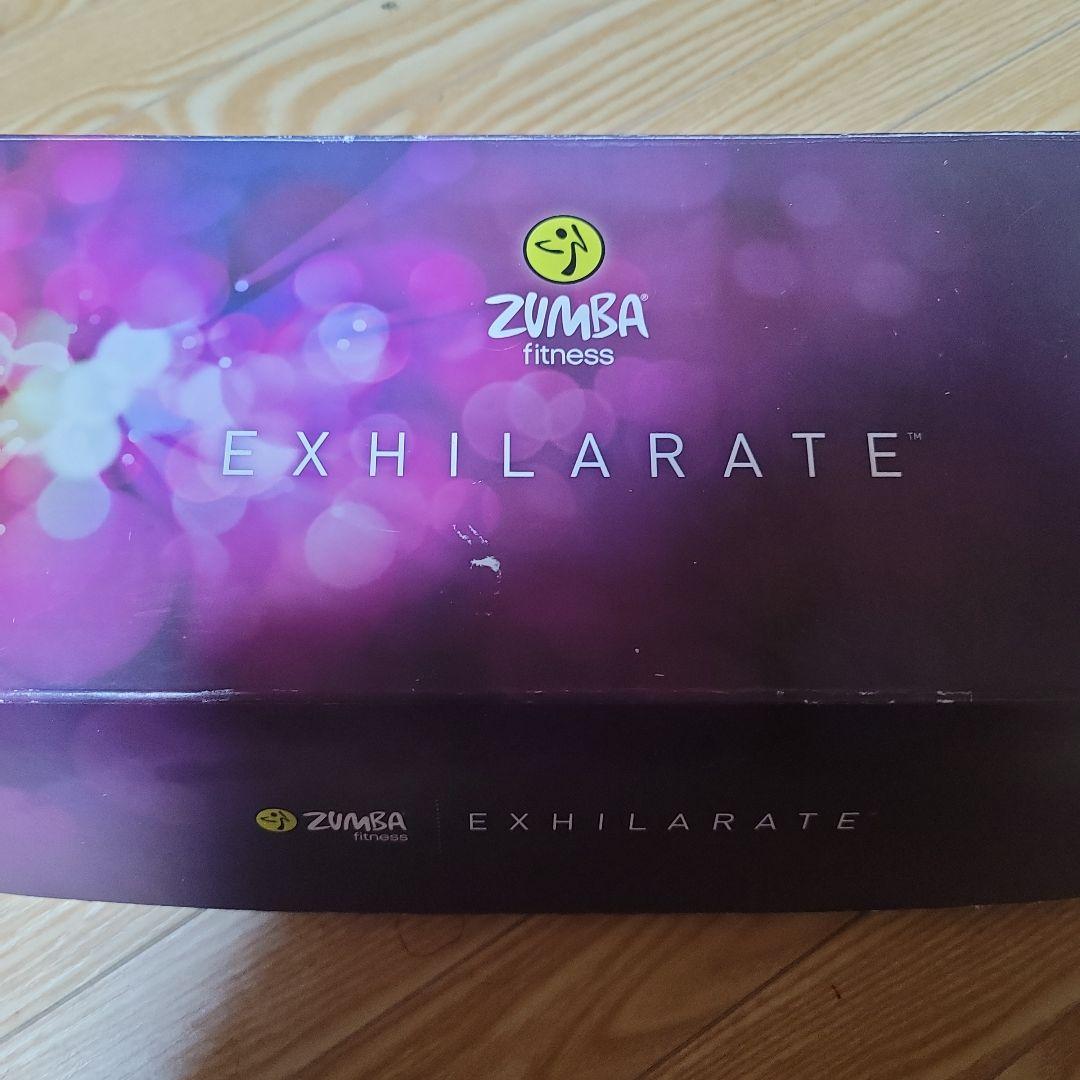 ZUMBA®
fitness
EXHILARATE™
ZUMBA
fitness
EXHILARATE